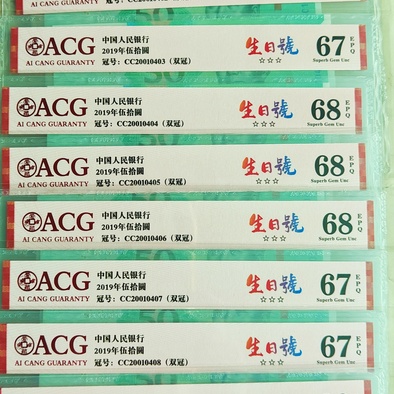 ACG
AI CANG GUARANTY
中国人民银行
2019年伍拾圆
冠号：CC20010403（双冠）
生日號
☆☆☆
67 EPQ
Superb Gem Unc
ACG
AI CANG GUARANTY
中国人民银行
2019年伍拾圆
冠号：CC20010404（双冠）
生日號
☆☆☆
68 EPQ
Superb Gem Unc
ACG
AI CANG GUARANTY
中国人民银行
2019年伍拾圆
冠号：CC20010405（双冠）
生日號
☆☆☆
68 EPQ
Superb Gem Unc
ACG
AI CANG GUARANTY
中国人民银行
2019年伍拾圆
冠号：CC20010406（双冠）
生日號
☆☆☆
68 EPQ
Superb Gem Unc
ACG
AI CANG GUARANTY
中国人民银行
2019年伍拾圆
冠号：CC20010407（双冠）
生日號
☆☆☆
67 EPQ
Superb Gem Unc
ACG
AI CANG GUARANTY
中国人民银行
2019年伍拾圆
冠号：CC20010408（双冠）
生日號
☆☆☆
67 EPQ
Superb Gem Unc